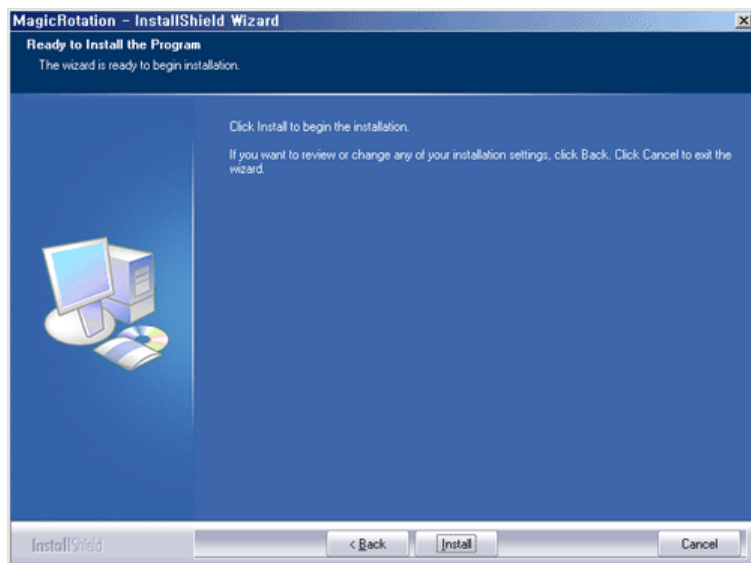 MagicRotation - InstallShield Wizard
Ready to Install the Program
The wizard is ready to begin installation.
Click Install to begin the installation.
If you want to review or change any of your installation settings, click Back. Click Cancel to exit the
wizard.
InstallShield
< Back
Install
Cancel